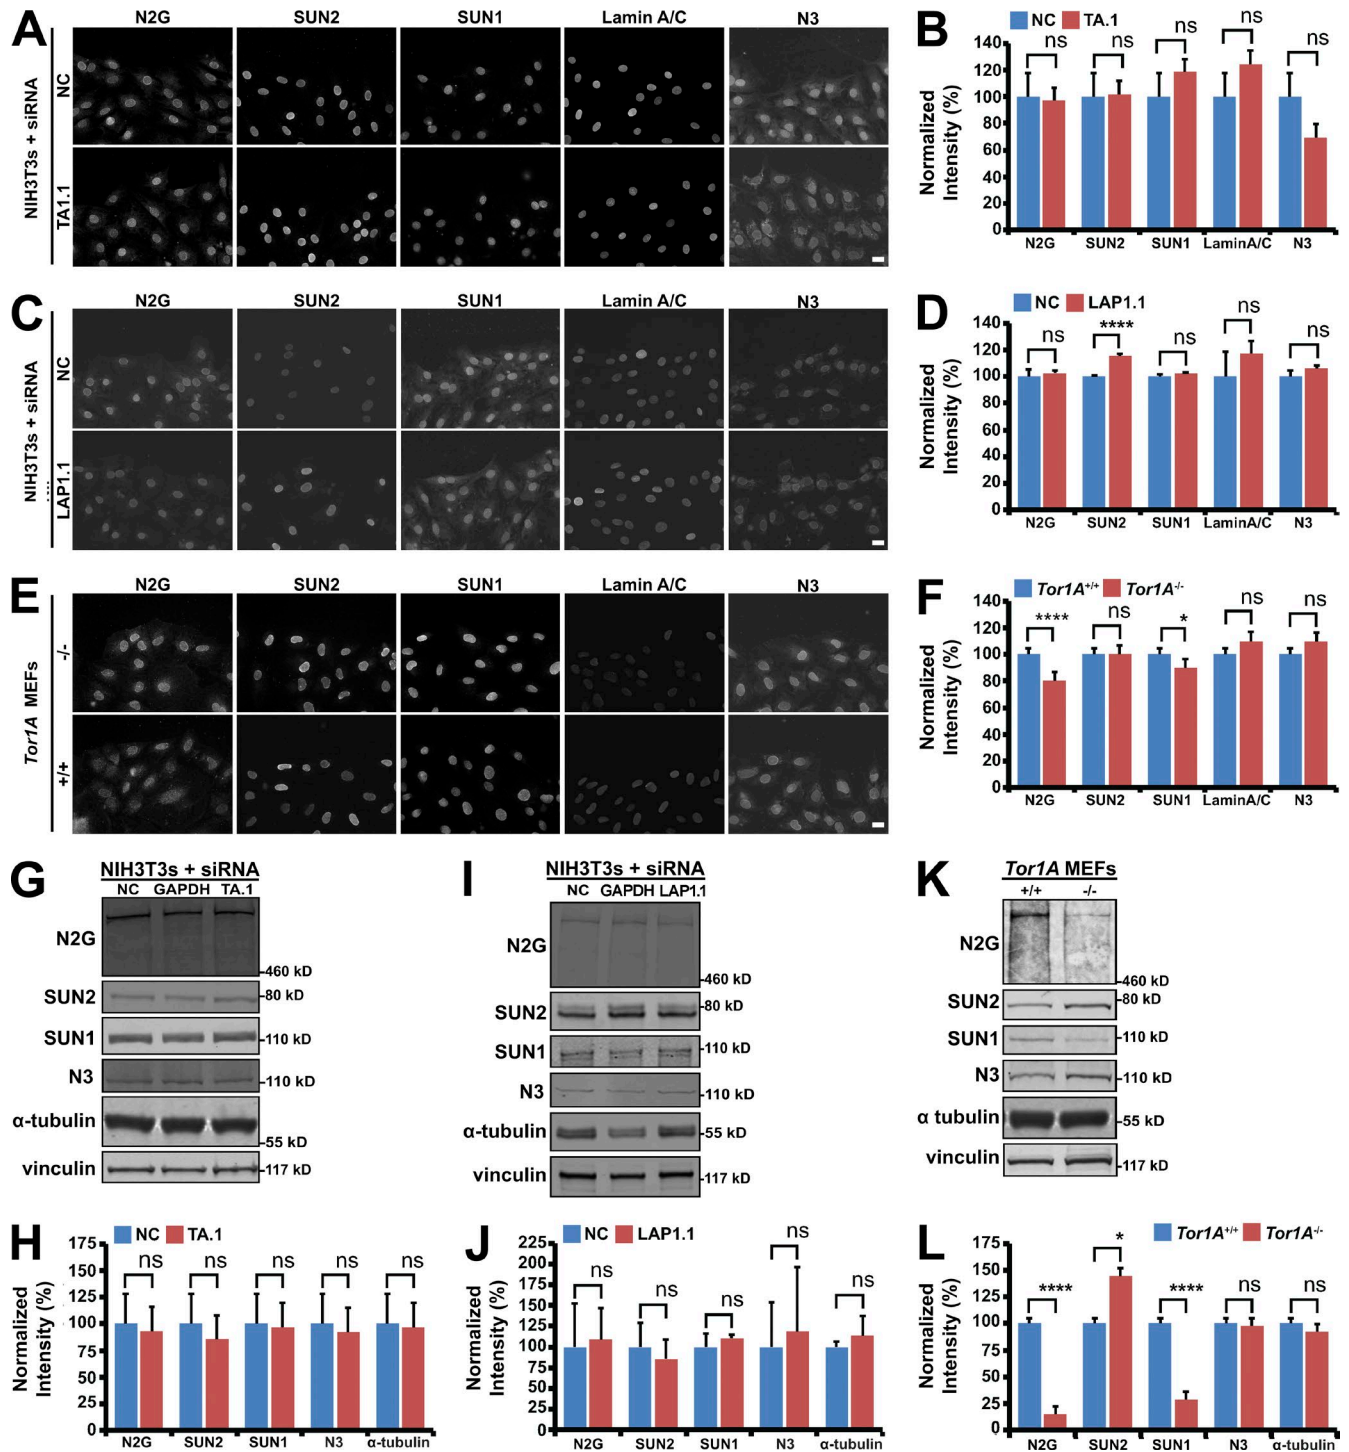 A
N2G SUN2 SUN1 Lamin A/C N3
NIH3T3s + siRNA
NC
TA1.1
B
NC TA.1
Normalized
Intensity (%)
140
120
100
80
60
40
20
0
ns ns ns ns ns
N2G SUN2 SUN1 LaminA/C N3
C
N2G SUN2 SUN1 Lamin A/C N3
NIH3T3s + siRNA
NC
LAP1.1
D
NC LAP1.1
Normalized
Intensity (%)
140
120
100
80
60
40
20
0
ns **** ns ns ns
N2G SUN2 SUN1 LaminA/C N3
E
N2G SUN2 SUN1 Lamin A/C N3
Tor1A MEFs
-/-
+/+
F
Tor1A+/+ Tor1A-/-
Normalized
Intensity (%)
140
120
100
80
60
40
20
0
**** ns * ns ns
N2G SUN2 SUN1 LaminA/C N3
G
NIH3T3s + siRNA
NC GAPDH TA.1
N2G
460 kD
SUN2 80 kD
SUN1 110 kD
N3 110 kD
α-tubulin
55 kD
vinculin 117 kD
I
NIH3T3s + siRNA
NC GAPDH LAP1.1
N2G
460 kD
SUN2 80 kD
SUN1 110 kD
N3 110 kD
α-tubulin 55 kD
vinculin 117 kD
K
Tor1A MEFs
+/+ -/-
N2G
460 kD
SUN2 80 kD
SUN1 110 kD
N3 110 kD
α tubulin 55 kD
vinculin 117 kD
H
NC TA.1
Normalized
Intensity (%)
175
150
125
100
75
50
25
0
ns ns ns ns ns
N2G SUN2 SUN1 N3 α-tubulin
J
NC LAP1.1
Normalized
Intensity (%)
225
200
175
150
125
100
75
50
25
0
ns ns ns ns ns
N2G SUN2 SUN1 N3 α-tubulin
L
Tor1A+/+ Tor1A-/-
Normalized
Intensity (%)
175
150
125
100
75
50
25
0
**** * **** ns ns
N2G SUN2 SUN1 N3 α-tubulin